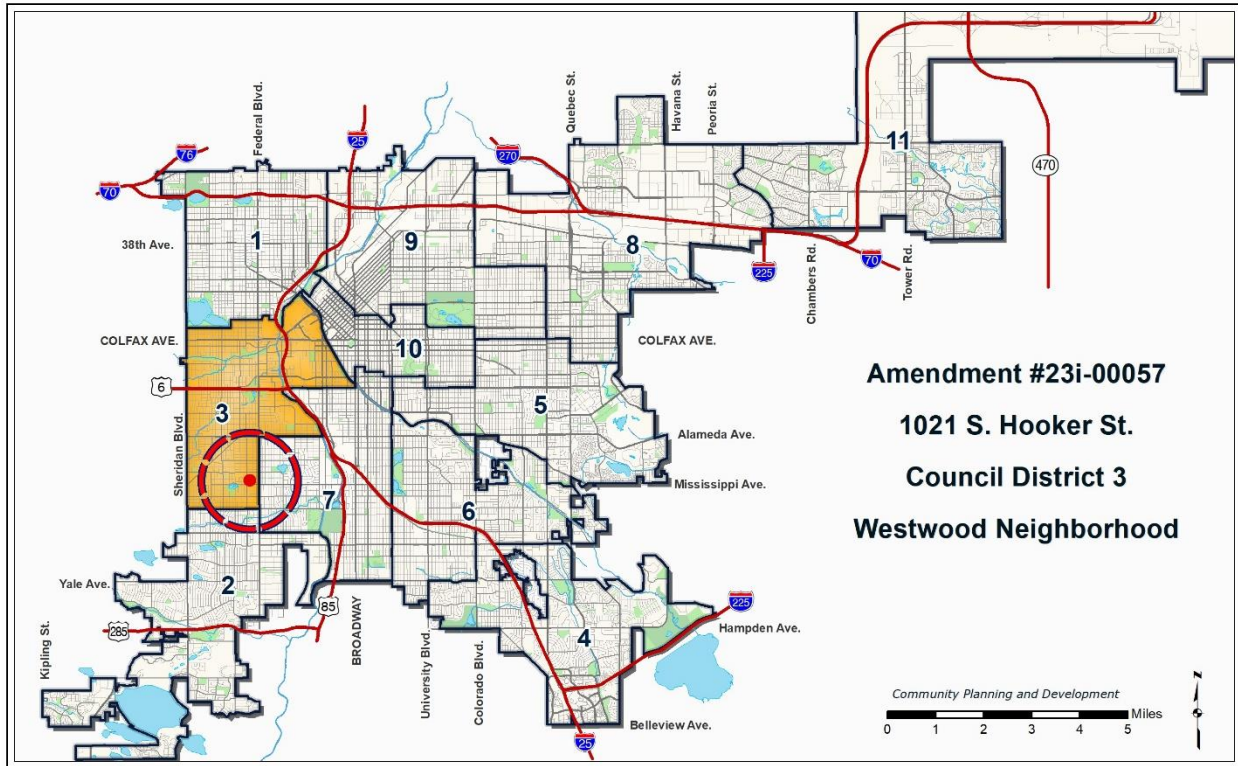 Federal Blvd.
Quebec St.
Havana St.
Peoria St.
76
25
270
70
11
470
38th Ave.
1
9
8
225
70
Chambers Rd.
Tower Rd.
COLFAX AVE.
10
COLFAX AVE.
6
3
5
Sheridan Blvd.
Alameda Ave.
Mississippi Ave.
7
6
Amendment #23i-00057
1021 S. Hooker St.
Council District 3
Westwood Neighborhood
Yale Ave.
2
85
BROADWAY
225
285
Kipling St.
University Blvd.
Colorado Blvd.
4
Hampden Ave.
Belleview Ave.
25
Community Planning and Development
Miles
0 1 2 3 4 5
N